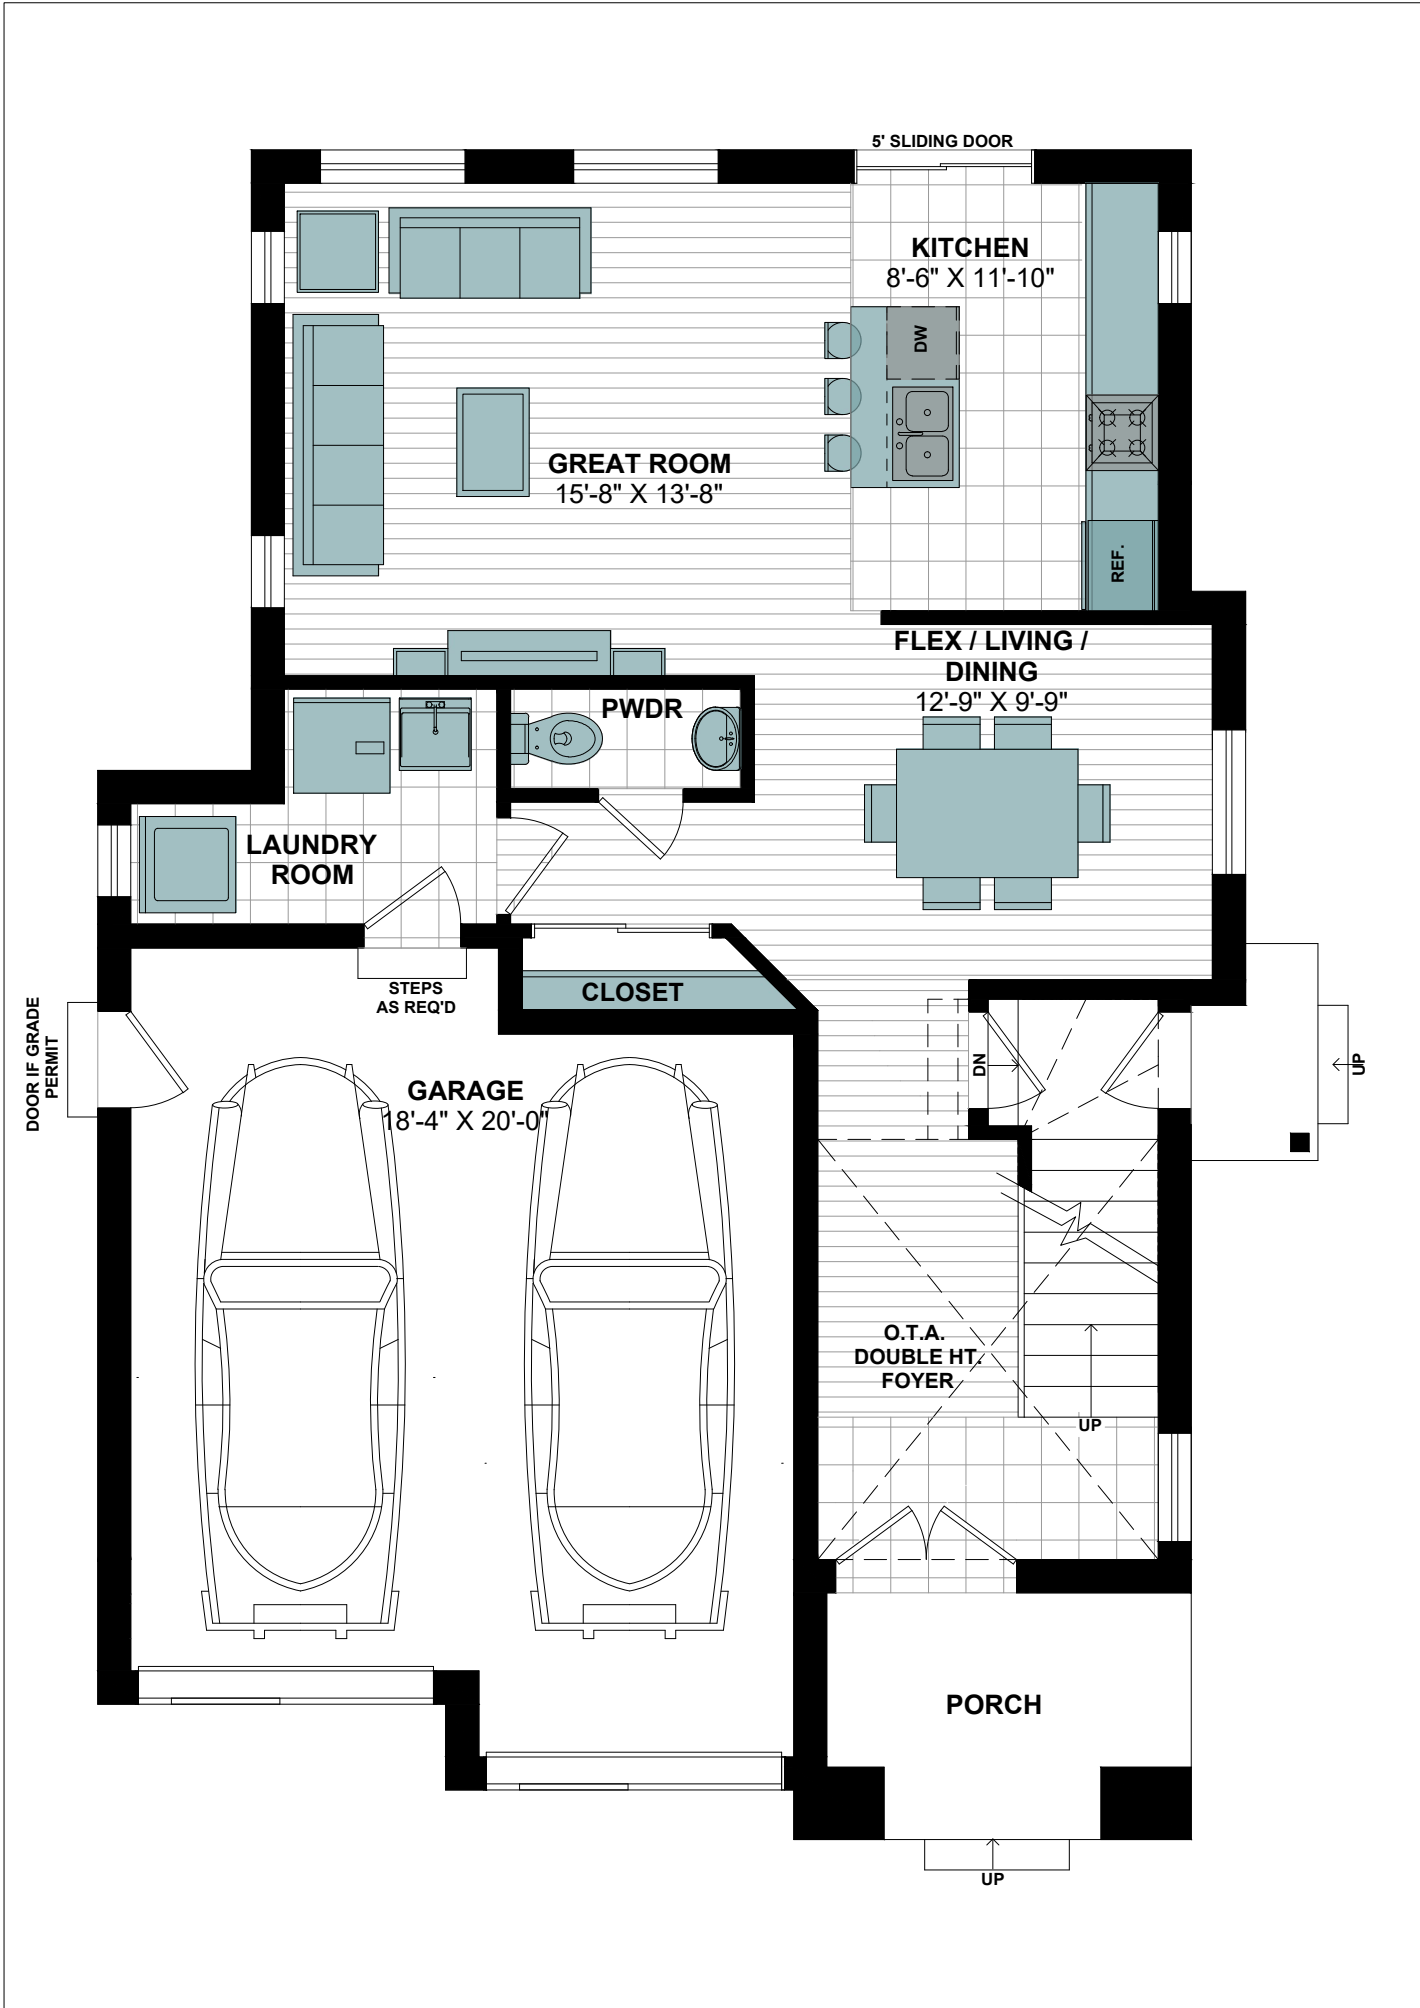 5' SLIDING DOOR
KITCHEN
8'-6" X 11'-10"
DW
GREAT ROOM
15'-8" X 13'-8"
REF.
FLEX / LIVING /
DINING
12'-9" X 9'-9"
PWDR
LAUNDRY
ROOM
STEPS
AS REQ'D
CLOSET
DOOR IF GRADE
PERMIT
GARAGE
18'-4" X 20'-0"
DN
UP
O.T.A.
DOUBLE HT.
FOYER
UP
PORCH
UP